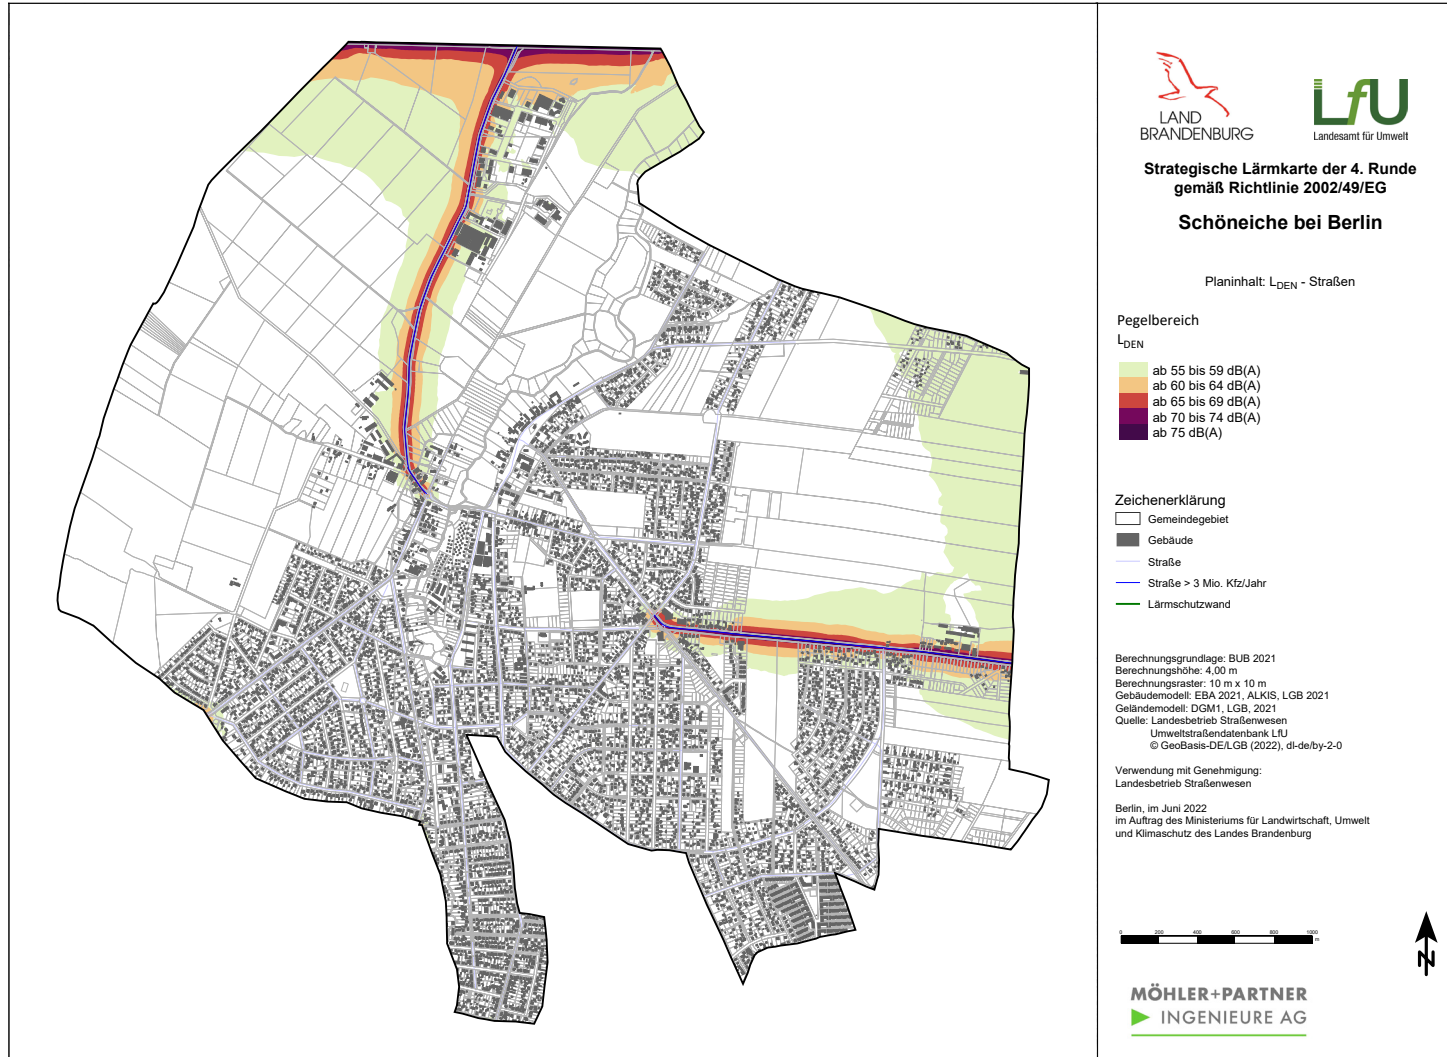 LAND
BRANDENBURG
LfU
Landesamt für Umwelt
Strategische Lärmkarte der 4. Runde
gemäß Richtlinie 2002/49/EG
Schöneiche bei Berlin
Planinhalt: LDEN - Straßen
Pegelbereich
LDEN
ab 55 bis 59 dB(A)
ab 60 bis 64 dB(A)
ab 65 bis 69 dB(A)
ab 70 bis 74 dB(A)
ab 75 dB(A)
Zeichenerklärung
Gemeindegebiet
Gebäude
Straße
Straße > 3 Mio. Kfz/Jahr
Lärmschutzwand
Berechnungsgrundlage: BUB 2021
Berechnungshöhe: 4,00 m
Berechnungsraster: 10 m x 10 m
Gebäudemodell: EBA 2021, ALKIS, LGB 2021
Geländemodell: DGM1, LGB, 2021
Quelle: Landesbetrieb Straßenwesen
Umweltstraßendatenbank LfU
© GeoBasis-DE/LGB (2022), dl-de/by-2-0
Verwendung mit Genehmigung:
Landesbetrieb Straßenwesen
Berlin, im Juni 2022
im Auftrag des Ministeriums für Landwirtschaft, Umwelt
und Klimaschutz des Landes Brandenburg
0 200 400 600 800 1000
m
N
MÖHLER+PARTNER
INGENIEURE AG